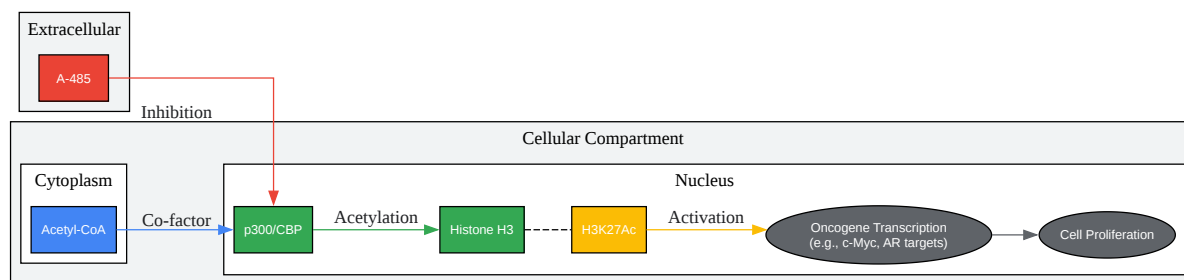 Extracellular
A-485
Inhibition
Cellular Compartment
Cytoplasm
Nucleus
Acetyl-CoA
Co-factor
p300/CBP
Acetylation
Histone H3
H3K27Ac
Activation
Oncogene Transcription
(e.g., c-Myc, AR targets)
Cell Proliferation